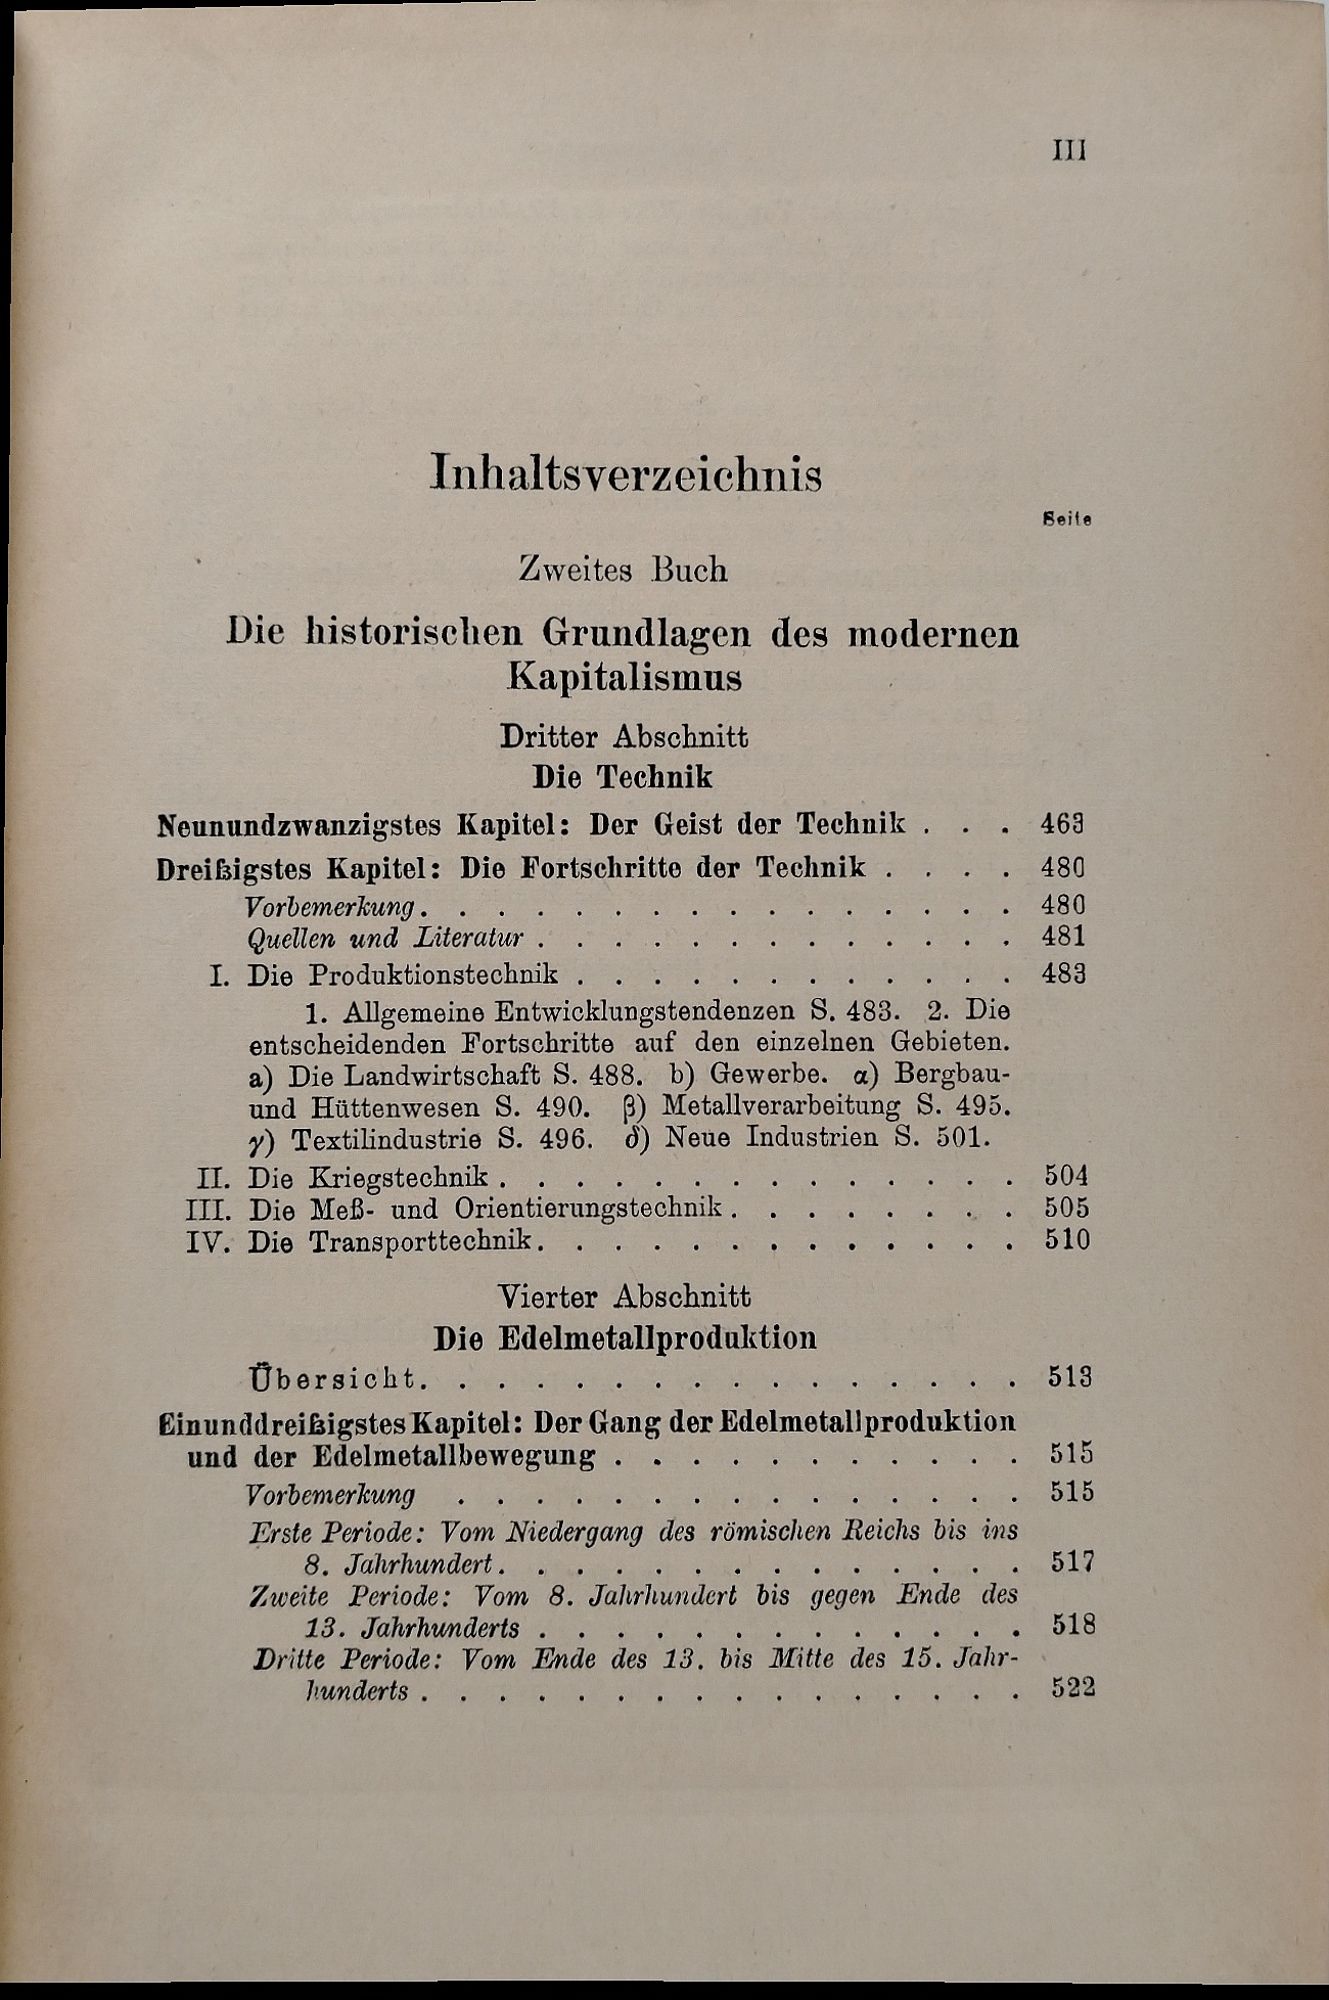 III
Inhaltsverzeichnis
Seite
Zweites Buch
Die historischen Grundlagen des modernen
Kapitalismus
Dritter Abschnitt
Die Technik
Neunundzwanzigstes Kapitel: Der Geist der Technik . . . 463
Dreißigstes Kapitel: Die Fortschritte der Technik . . . . 480
Vorbemerkung . . . . . . . . . . . . . . . . 480
Quellen und Literatur . . . . . . . . . . . . . 481
I. Die Produktionstechnik . . . . . . . . . . . . 483
1. Allgemeine Entwicklungstendenzen S. 483. 2. Die
entscheidenden Fortschritte auf den einzelnen Gebieten.
a) Die Landwirtschaft S. 488. b) Gewerbe. α) Bergbau-
und Hüttenwesen S. 490. β) Metallverarbeitung S. 495.
γ) Textilindustrie S. 496. δ) Neue Industrien S. 501.
II. Die Kriegstechnik . . . . . . . . . . . . . . 504
III. Die Meß- und Orientierungstechnik . . . . . . . . 505
IV. Die Transporttechnik . . . . . . . . . . . . . 510
Vierter Abschnitt
Die Edelmetallproduktion
Übersicht . . . . . . . . . . . . . . . . 513
Einunddreißigstes Kapitel: Der Gang der Edelmetallproduktion
und der Edelmetallbewegung . . . . . . . . . . . 515
Vorbemerkung . . . . . . . . . . . . . . . 515
Erste Periode: Vom Niedergang des römischen Reichs bis ins
8. Jahrhundert . . . . . . . . . . . . . . 517
Zweite Periode: Vom 8. Jahrhundert bis gegen Ende des
13. Jahrhunderts . . . . . . . . . . . . . 518
Dritte Periode: Vom Ende des 13. bis Mitte des 15. Jahr-
hunderts . . . . . . . . . . . . . . . . 522